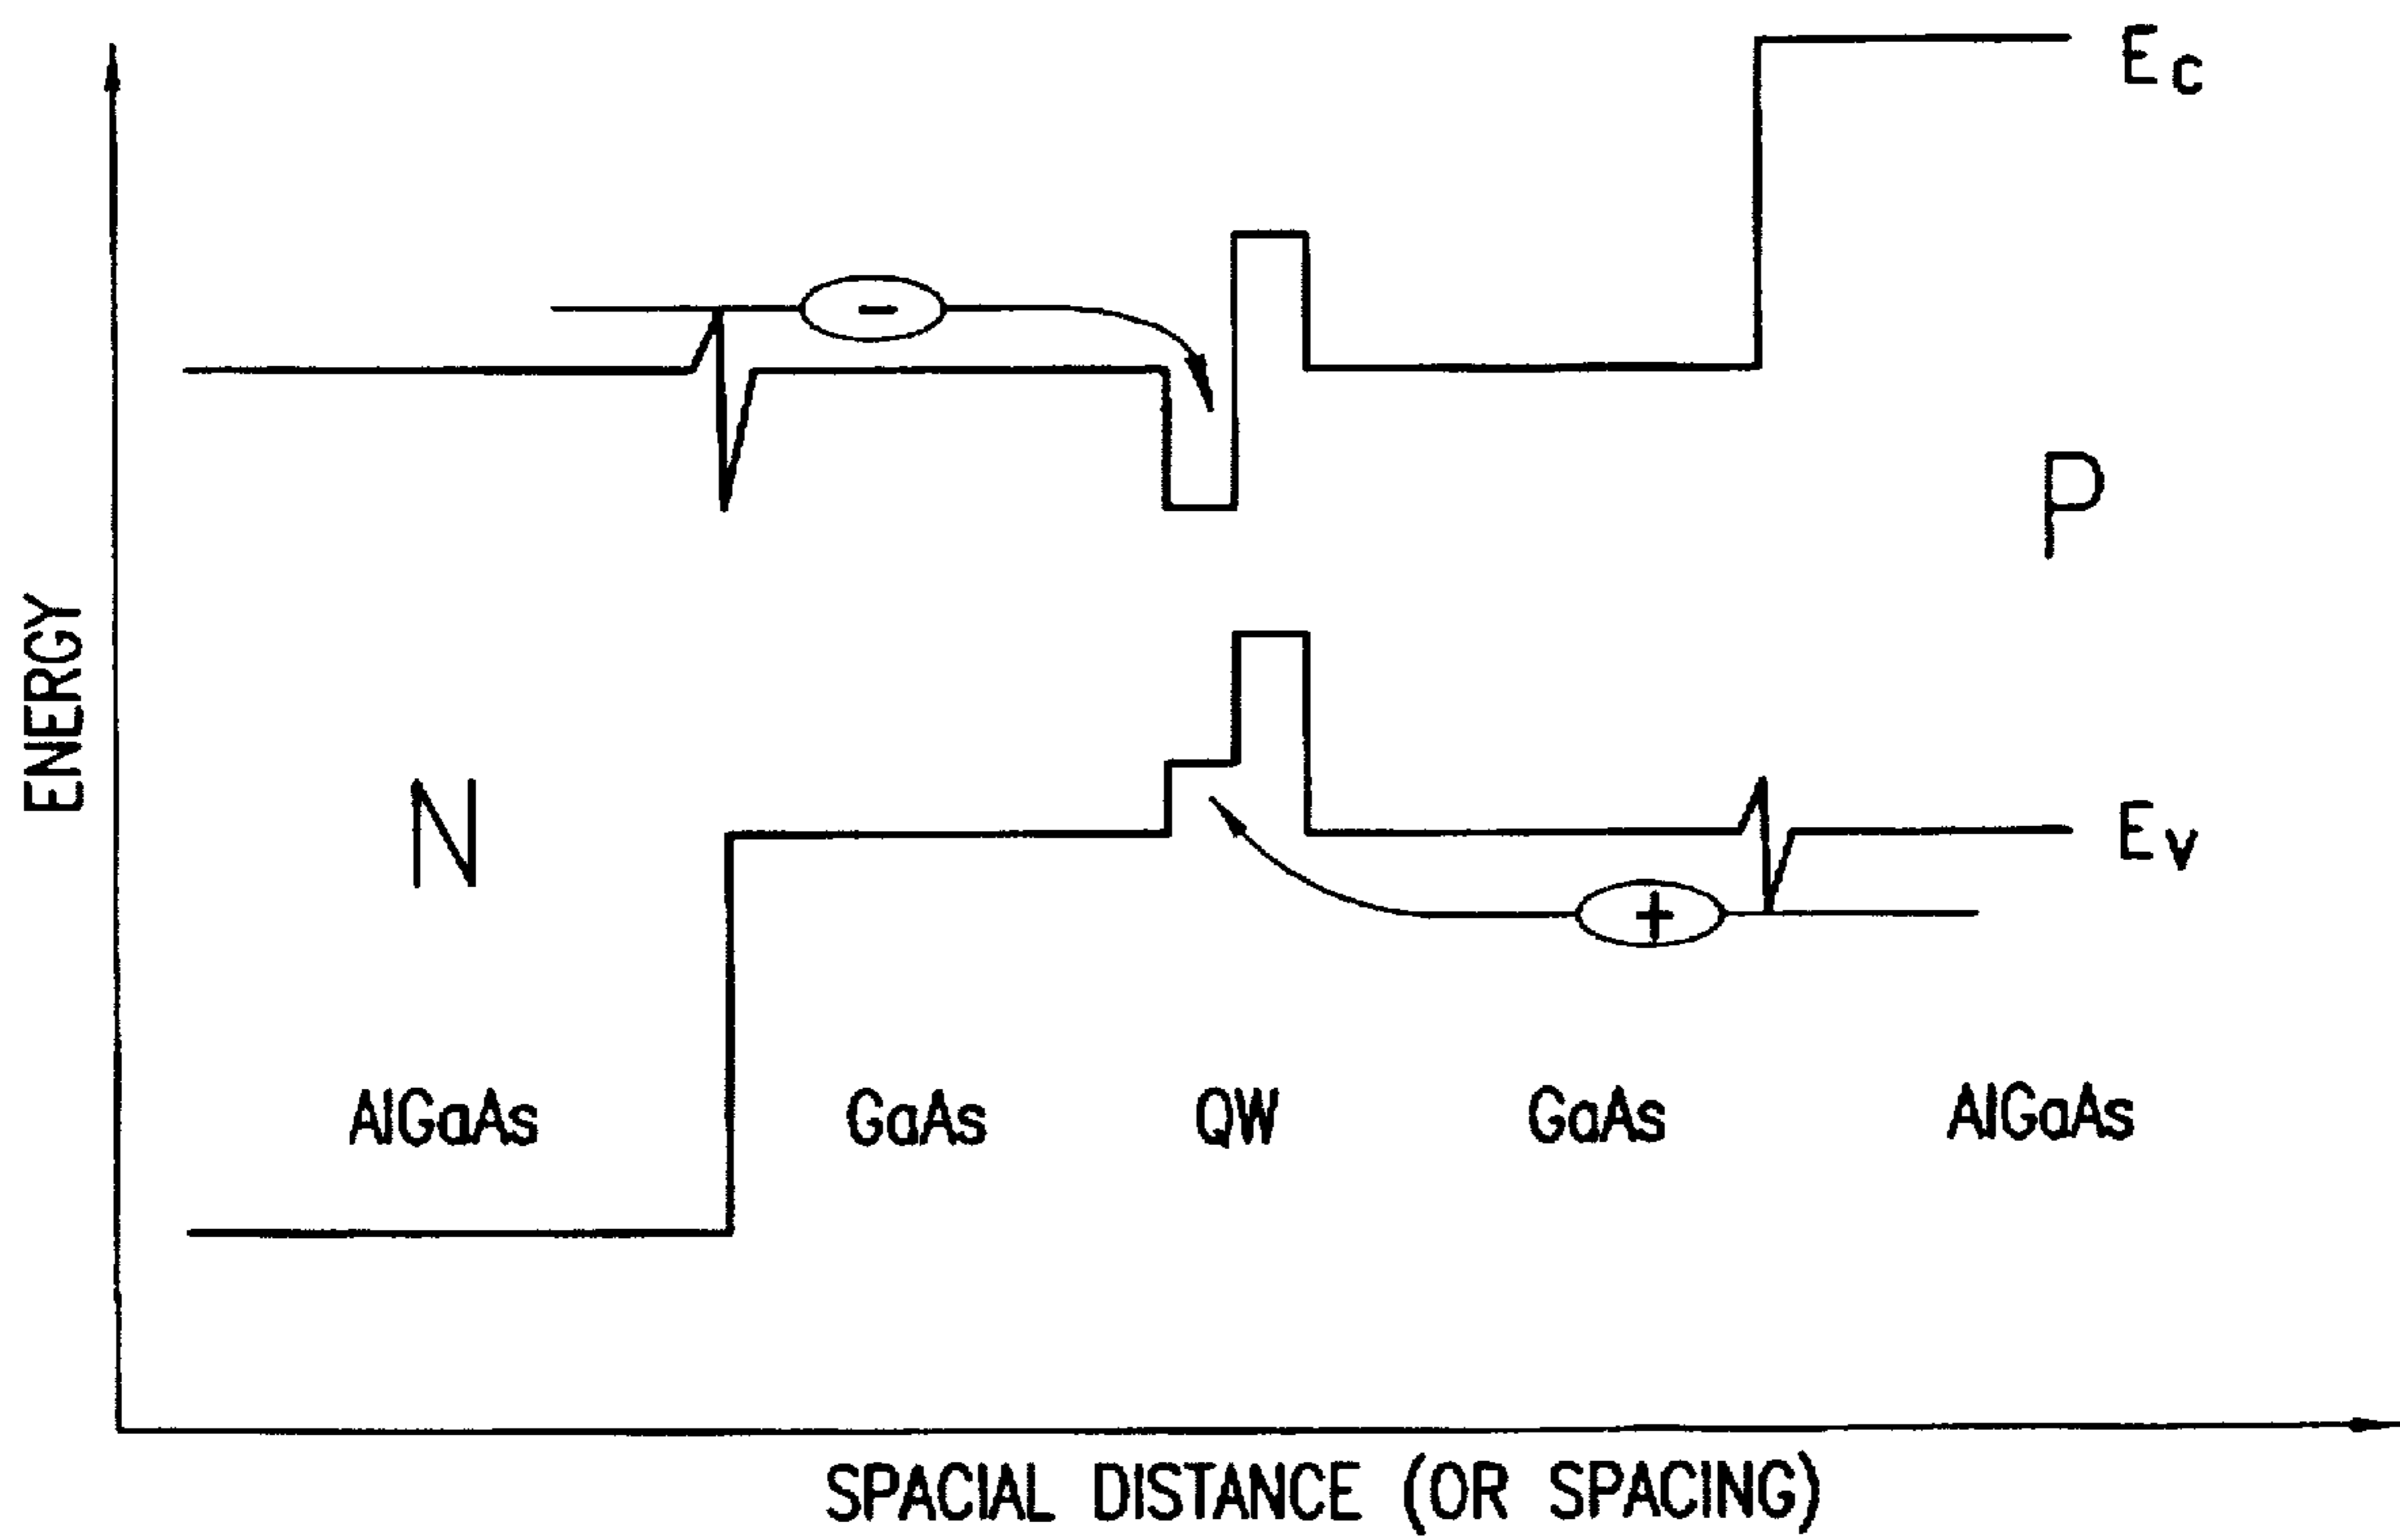 Ec
-
P
ENERGY
N
Ev
+
AlGaAs GaAs QW GaAs AlGaAs
SPACIAL DISTANCE (OR SPACING)